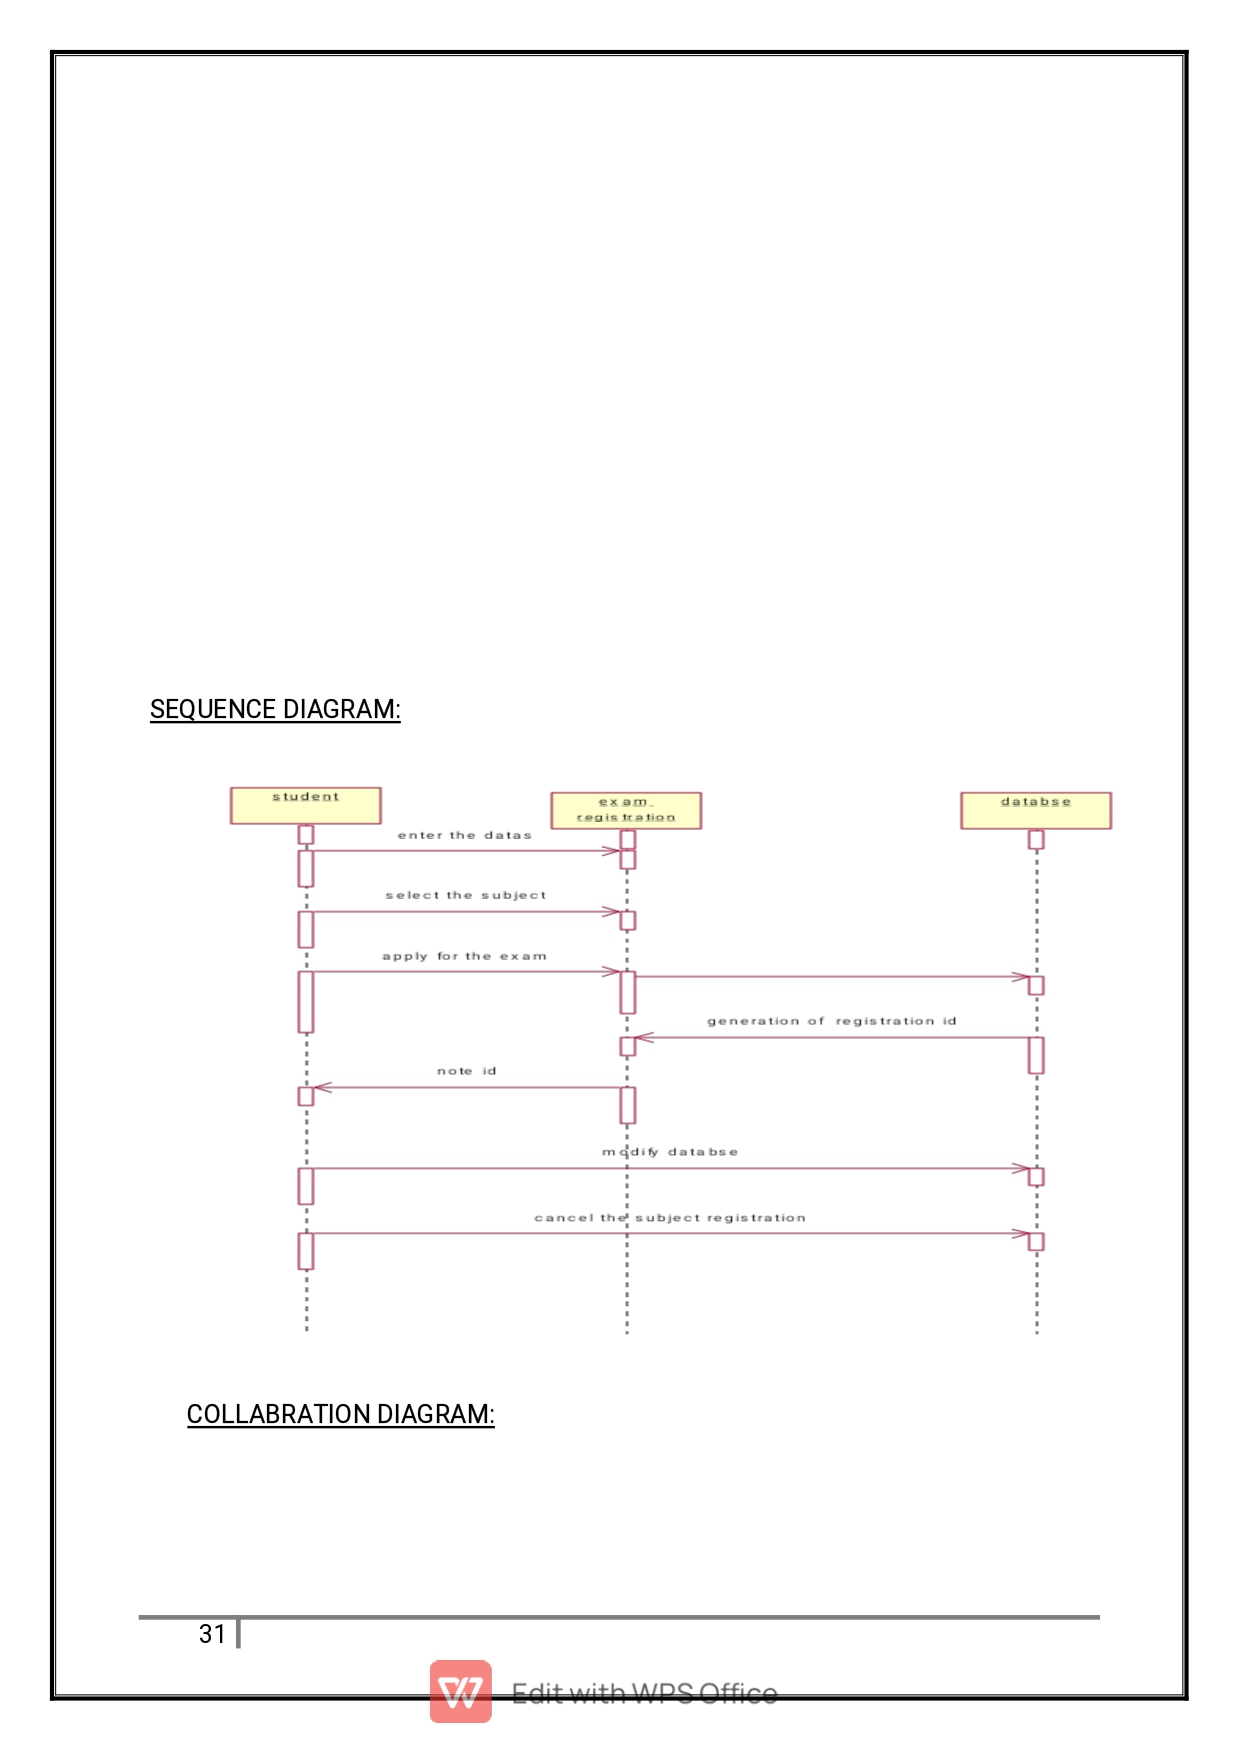 SEQUENCE DIAGRAM:
student
exam
registration
databse
enter the datas
select the subject
apply for the exam
generation of registration id
note id
modify databse
cancel the subject registration
COLLABRATION DIAGRAM:
31
Edit with WPS Office